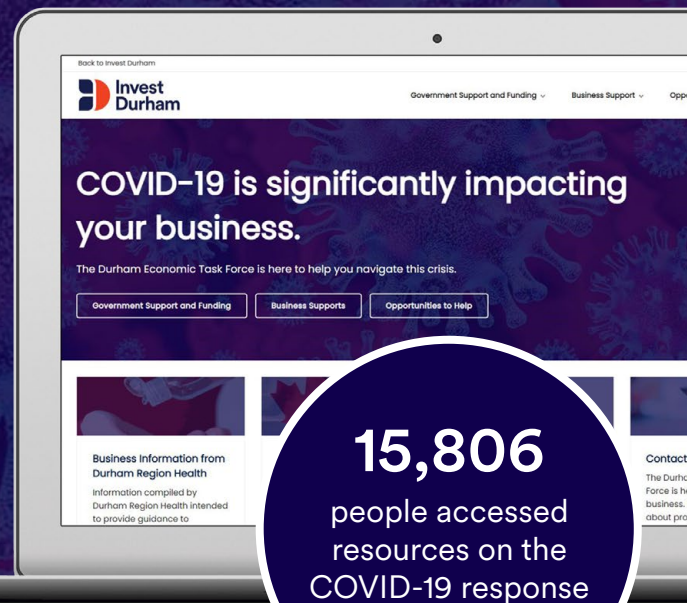 Back to Invest Durham
Invest
Durham
Government Support and Funding
Business Support
COVID-19 is significantly impacting
your business.
The Durham Economic Task Force is here to help you navigate this crisis.
Government Support and Funding
Business Supports
Opportunities to Help
Business Information from
Durham Region Health
Information compiled by
Durham Region Health intended
to provide guidance to
15,806
people accessed
resources on the
COVID-19 response
Contact
The
Force is
business.
about